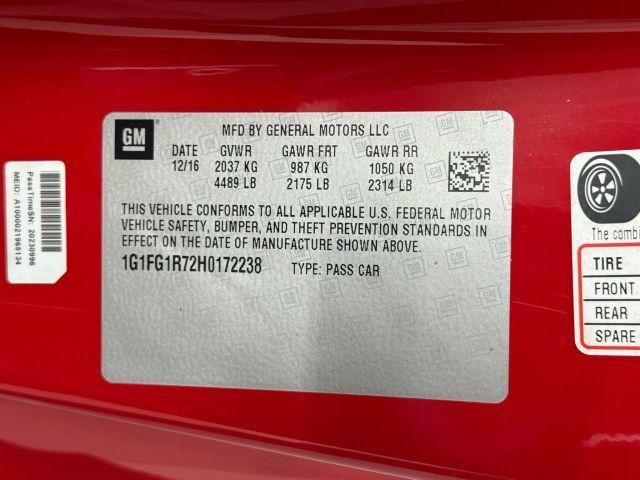 GM
MFD BY GENERAL MOTORS LLC
DATE GVWR GAWR FRT GAWR RR
12/16 2037 KG 987 KG 1050 KG
4489 LB 2175 LB 2314 LB
THIS VEHICLE CONFORMS TO ALL APPLICABLE U.S. FEDERAL MOTOR
VEHICLE SAFETY, BUMPER, AND THEFT PREVENTION STANDARDS IN
EFFECT ON THE DATE OF MANUFACTURE SHOWN ABOVE.
1G1FG1R72H0172238 TYPE: PASS CAR
PassTimeSN: 20230996
MEID: A1000021965134
The combi
TIRE
FRONT
REAR
SPARE